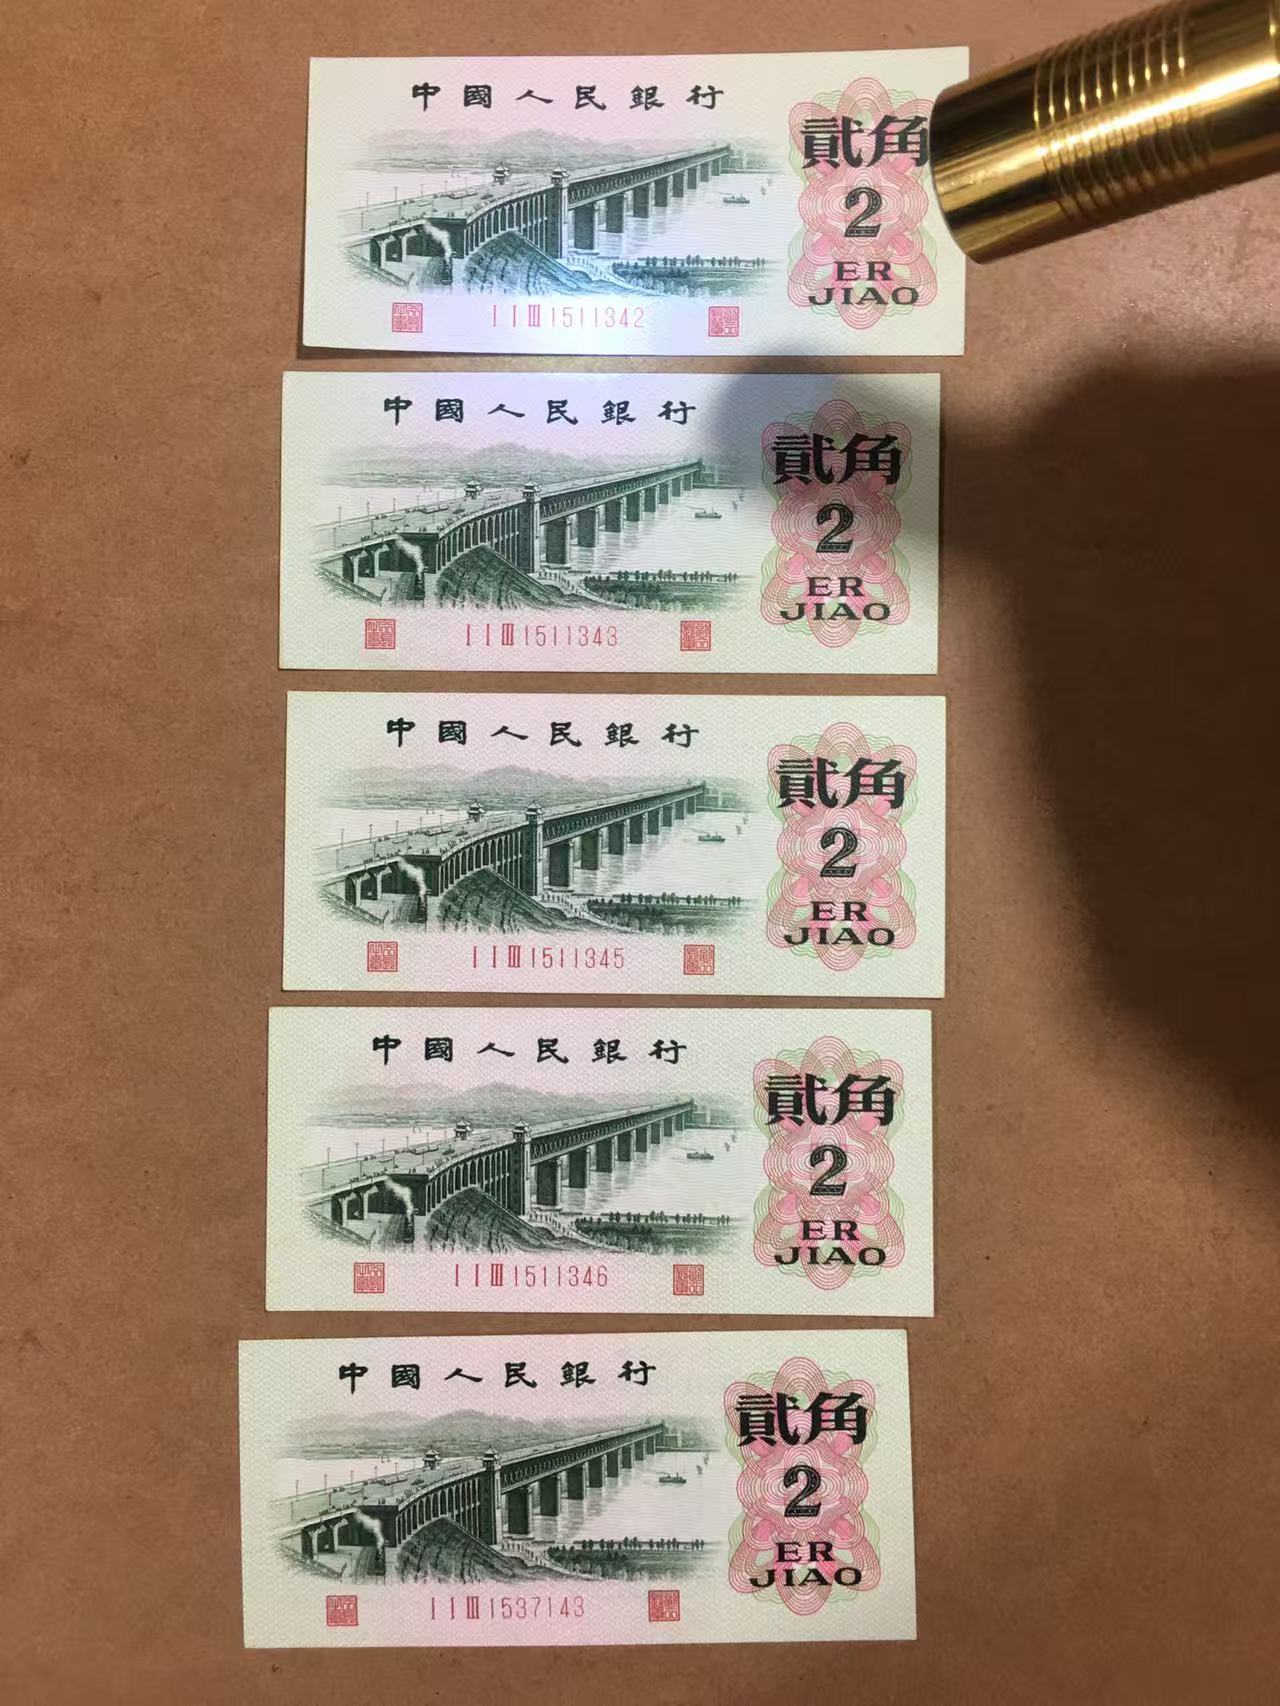 中國人民銀行
貳角
2
ER
JIAO
I I III 1511342
中國人民銀行
貳角
2
ER
JIAO
I I III 1511343
中國人民銀行
貳角
2
ER
JIAO
I I III 1511345
中國人民銀行
貳角
2
ER
JIAO
I I III 1511346
中國人民銀行
貳角
2
ER
JIAO
I I III 1537143